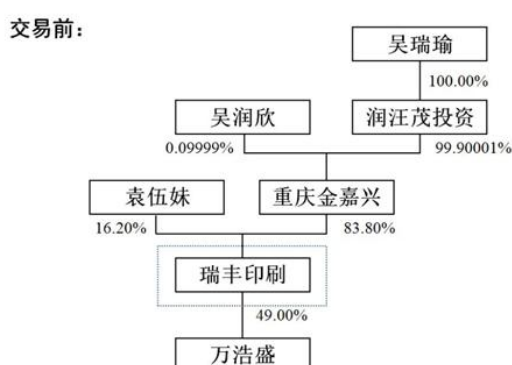 交易前：
吴瑞瑜
100.00%
吴润欣
润汪茂投资
0.09999%
99.90001%
袁伍妹
重庆金嘉兴
16.20%
83.80%
瑞丰印刷
49.00%
万浩盛